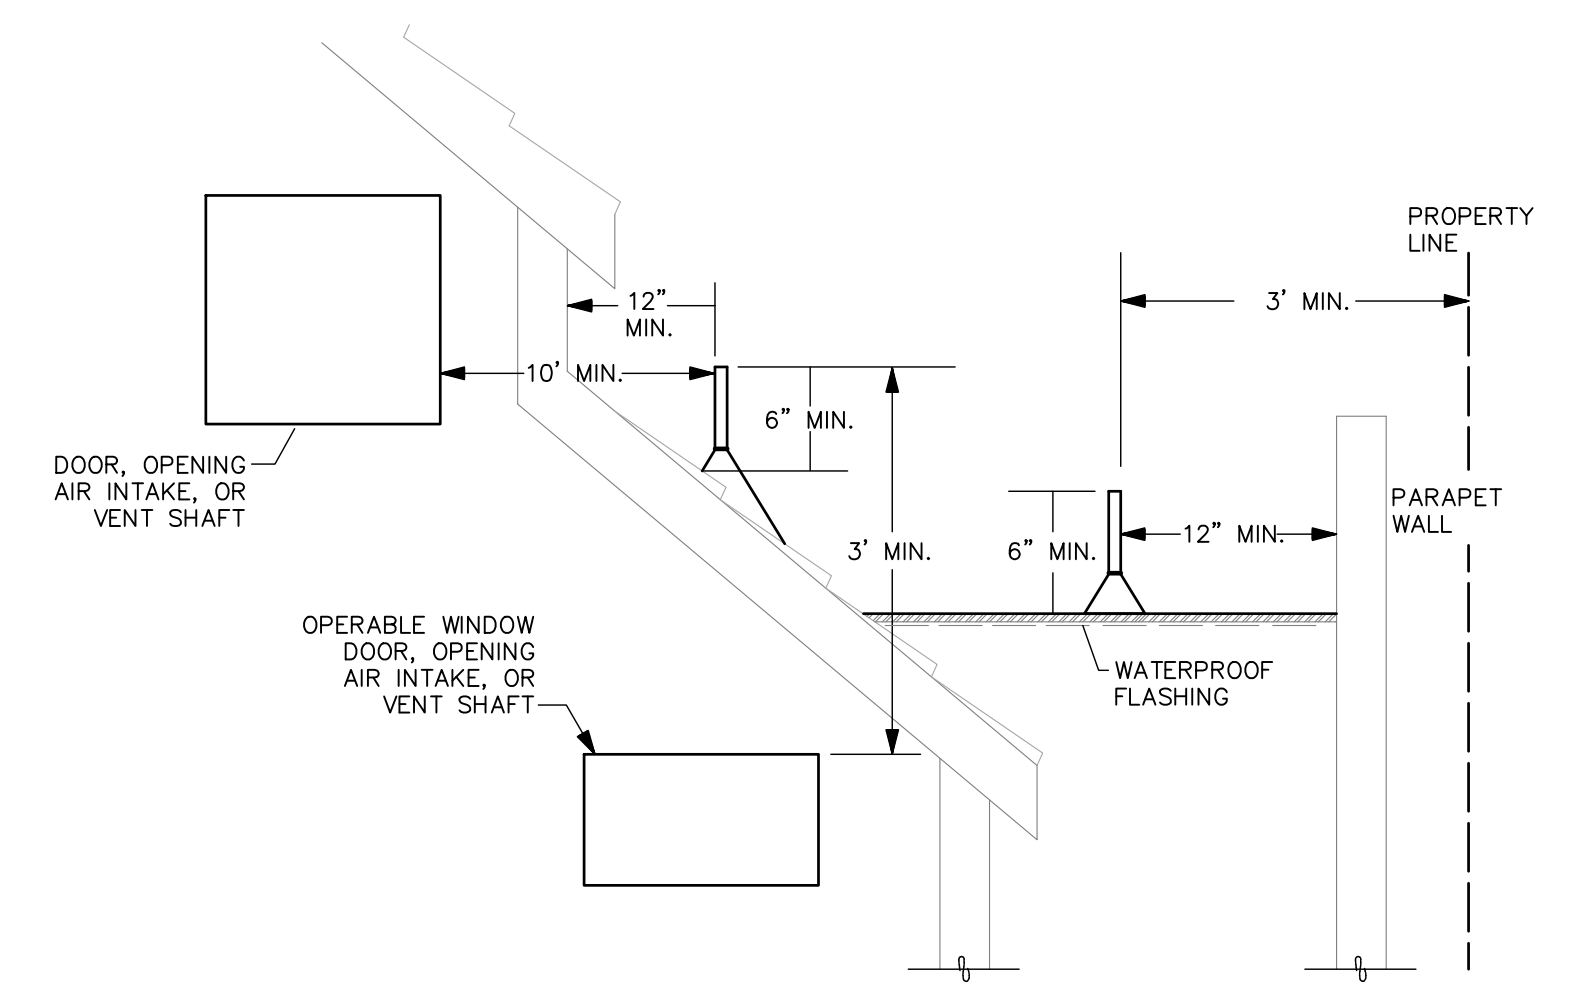 PROPERTY
LINE
12”
MIN.
3’ MIN.
10’ MIN.
6” MIN.
DOOR, OPENING
AIR INTAKE, OR
VENT SHAFT
PARAPET
WALL
12” MIN.
3’ MIN.
6” MIN.
OPERABLE WINDOW
DOOR, OPENING
AIR INTAKE, OR
VENT SHAFT
WATERPROOF
FLASHING